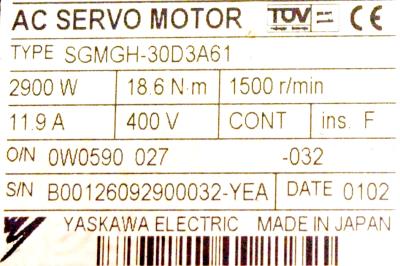 AC SERVO MOTOR TÜV CE
TYPE SGMGH-30D3A61
2900 W 18.6 N·m 1500 r/min
11.9 A 400 V CONT ins. F
O/N 0W0590 027 -032
S/N B00126092900032-YEA DATE 0102
YASKAWA ELECTRIC MADE IN JAPAN